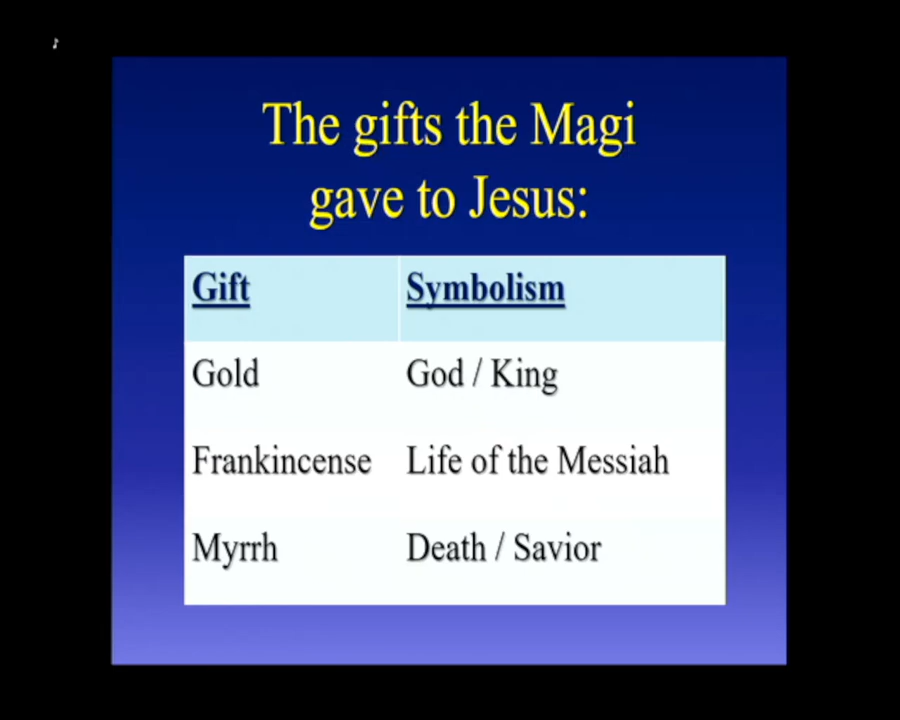 The gifts the Magi
gave to Jesus:
Gift Symbolism
Gold God / King
Frankincense Life of the Messiah
Myrrh Death / Savior